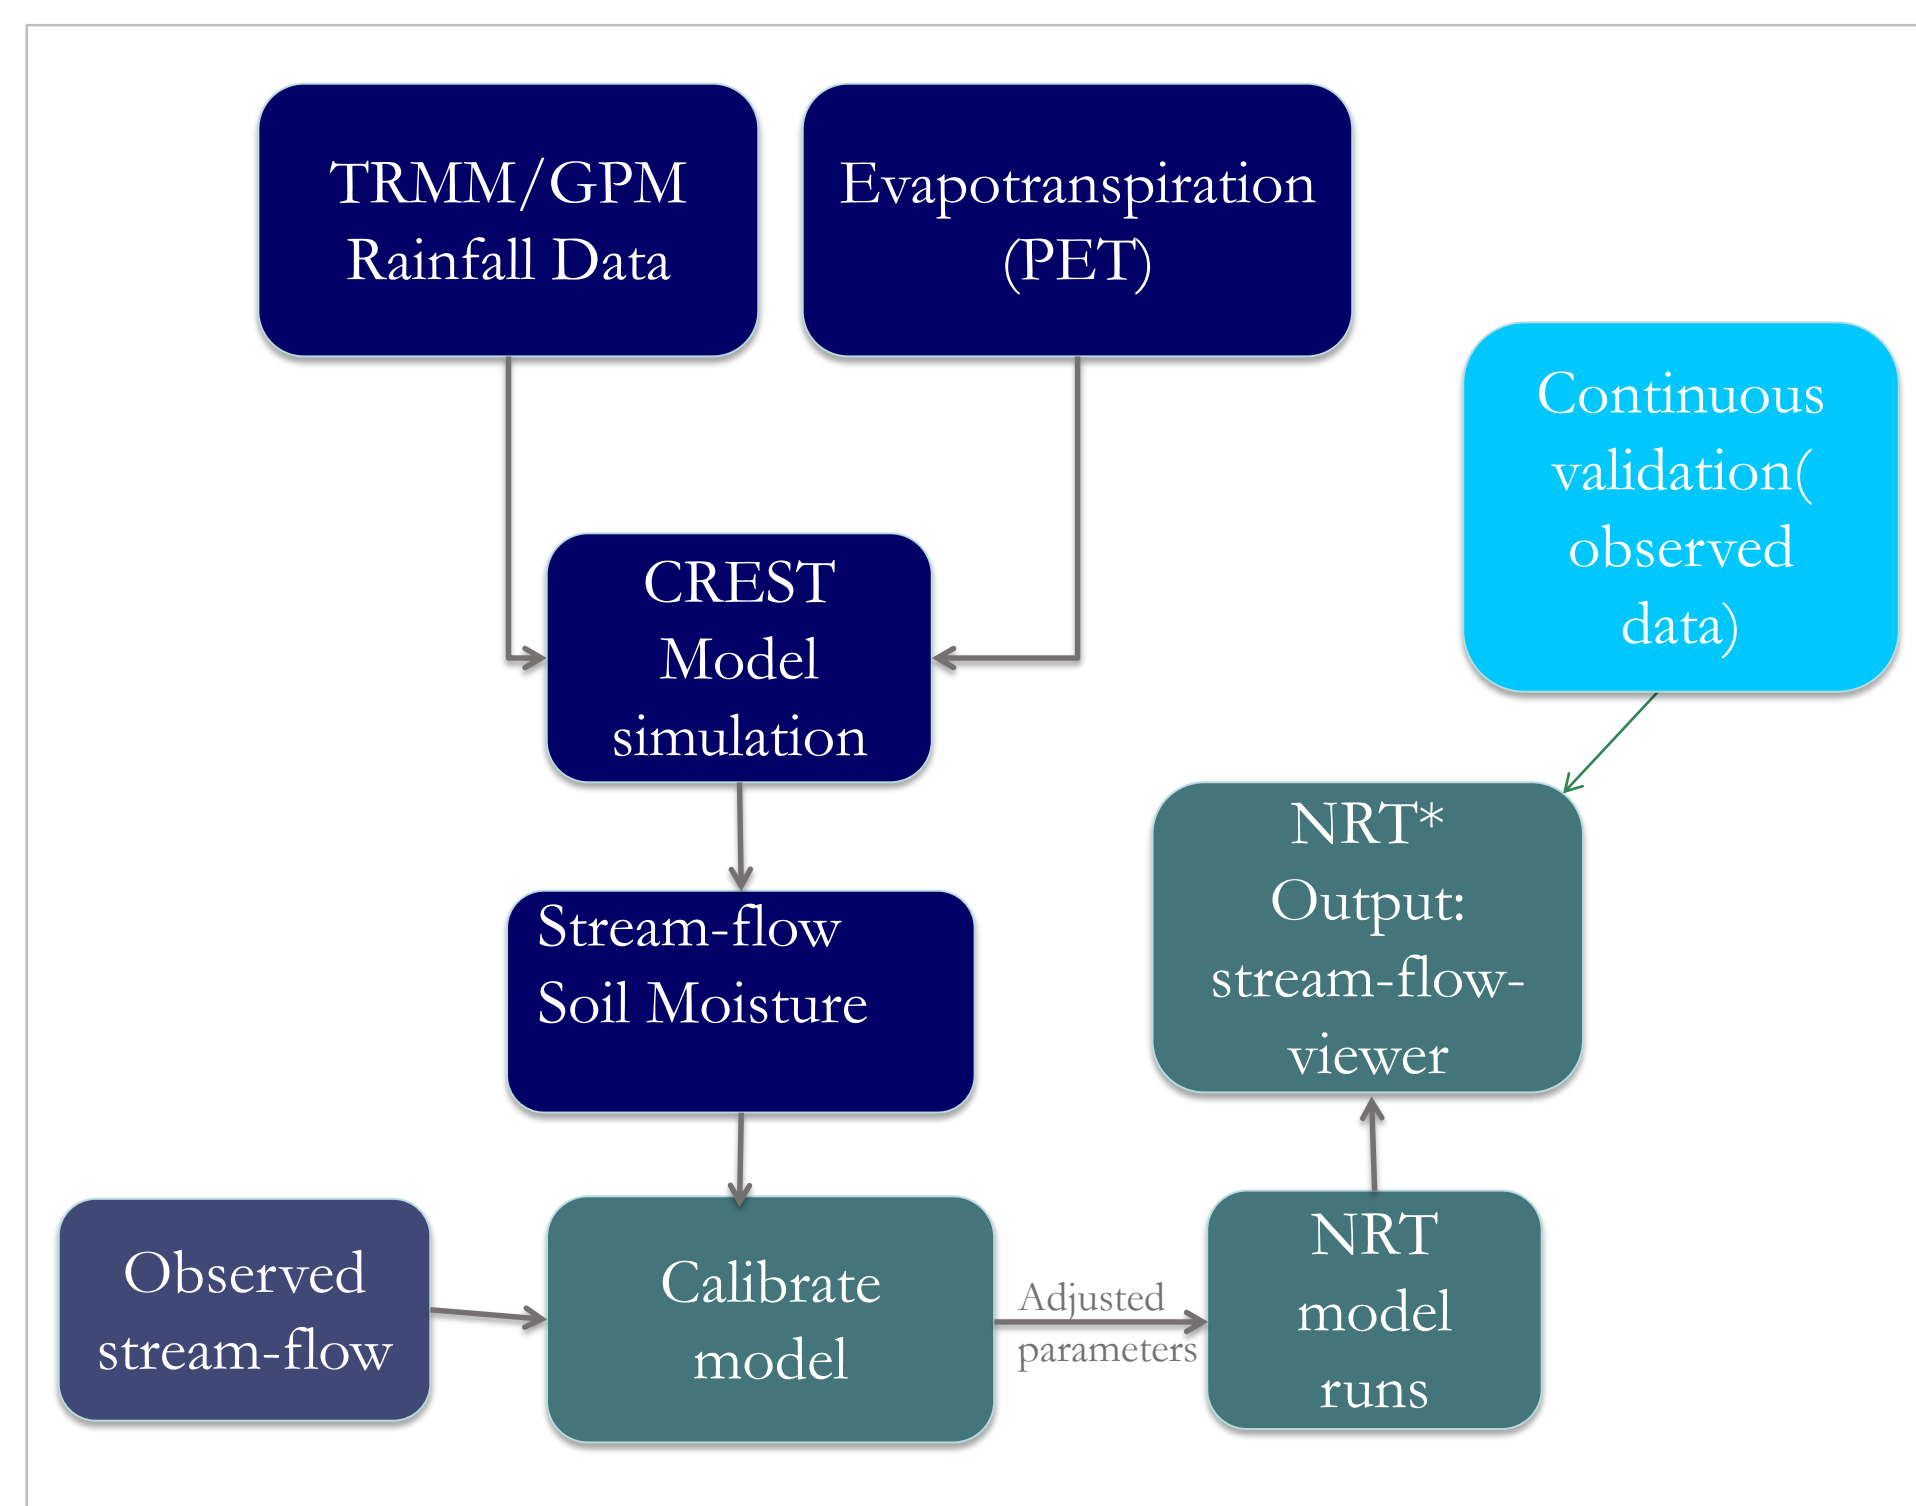 TRMM/GPM
Rainfall Data
Evapotranspiration
(PET)
Continuous
validation(
observed
data)
CREST
Model
simulation
NRT*
Output:
stream-flow-
viewer
Stream-flow
Soil Moisture
Observed
stream-flow
Calibrate
model
Adjusted
parameters
NRT
model
runs